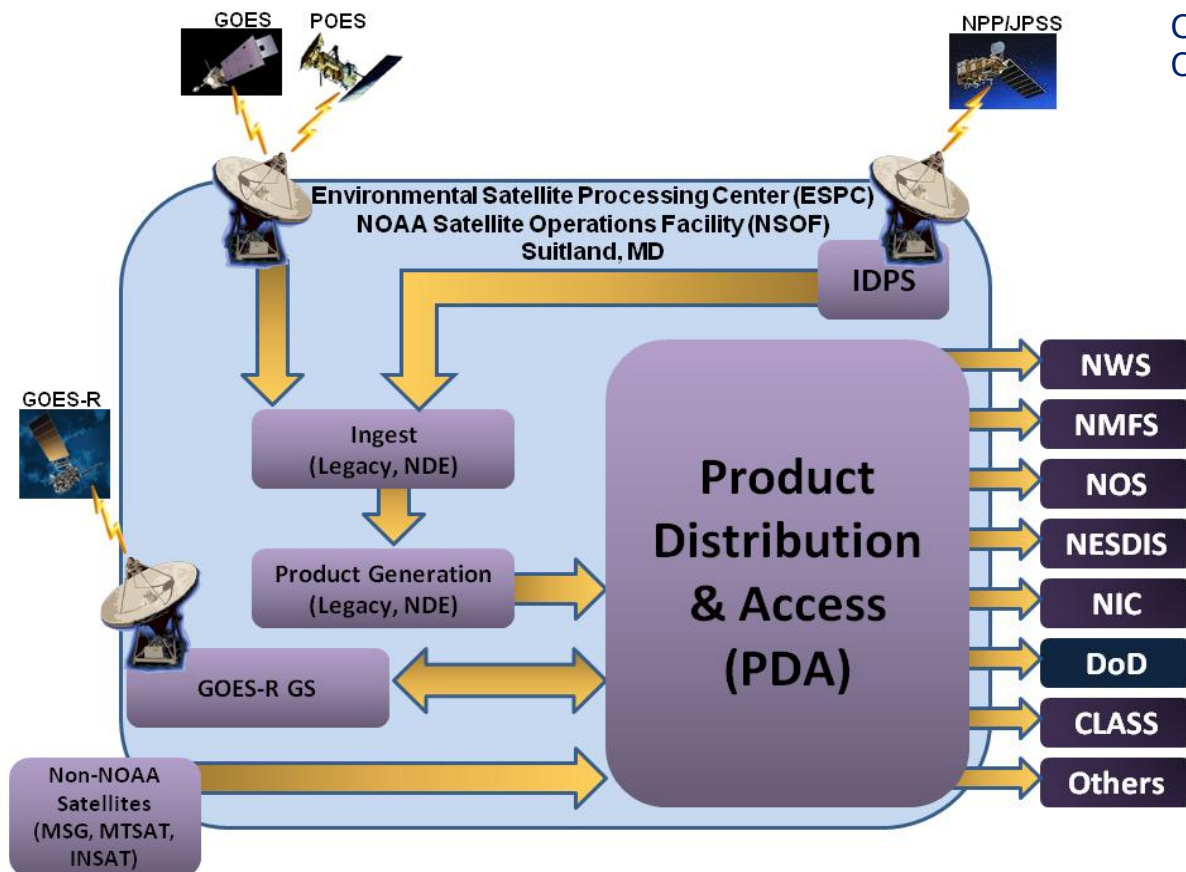 GOES
POES
NPP/JPSS
Environmental Satellite Processing Center (ESPC)
NOAA Satellite Operations Facility (NSOF)
Suitland, MD
IDPS
Ingest
(Legacy, NDE)
Product Generation
(Legacy, NDE)
GOES-R
GOES-R GS
Non-NOAA
Satellites
(MSG, MTSAT,
INSAT)
Product
Distribution
& Access
(PDA)
NWS
NMFS
NOS
NESDIS
NIC
DoD
CLASS
Others